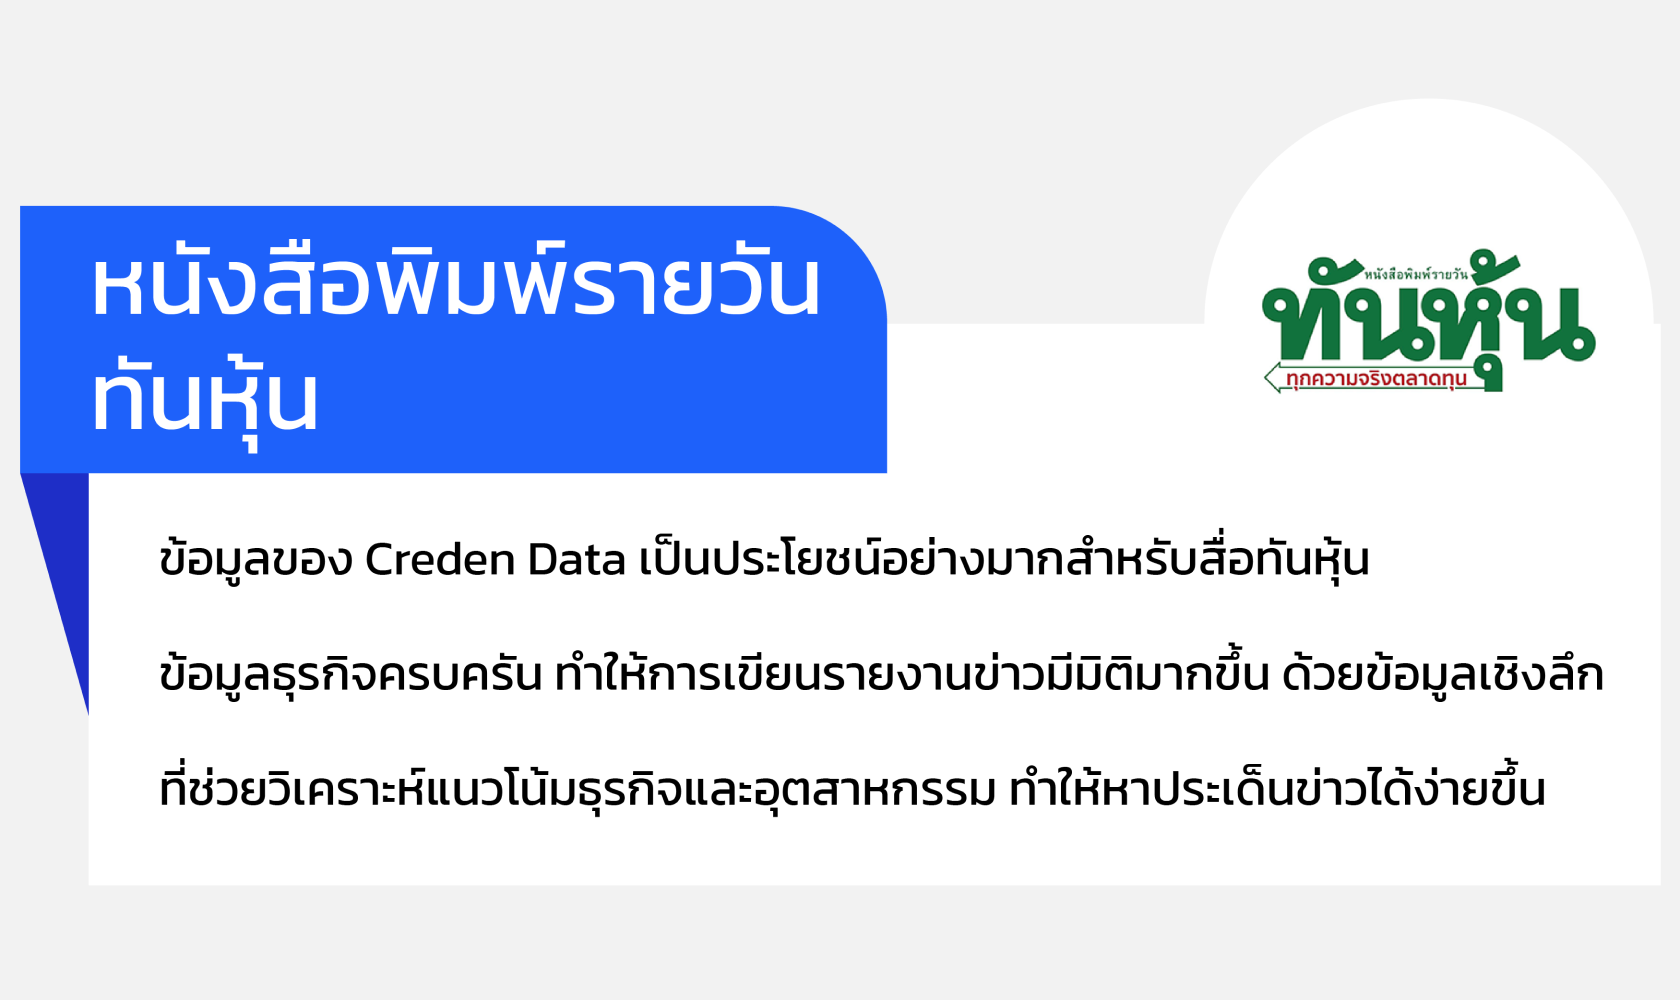 หนังสือพิมพ์รายวัน
ทันหุ้น
หนังสือพิมพ์รายวัน
ทันหุ้น
ทุกความจริงตลาดทุน
ข้อมูลของ Creden Data เป็นประโยชน์อย่างมากสำหรับสื่อทันหุ้น
ข้อมูลธุรกิจครบครัน ทำให้การเขียนรายงานข่าวมีมิติมากขึ้น ด้วยข้อมูลเชิงลึก
ที่ช่วยวิเคราะห์แนวโน้มธุรกิจและอุตสาหกรรม ทำให้หาประเด็นข่าวได้ง่ายขึ้น